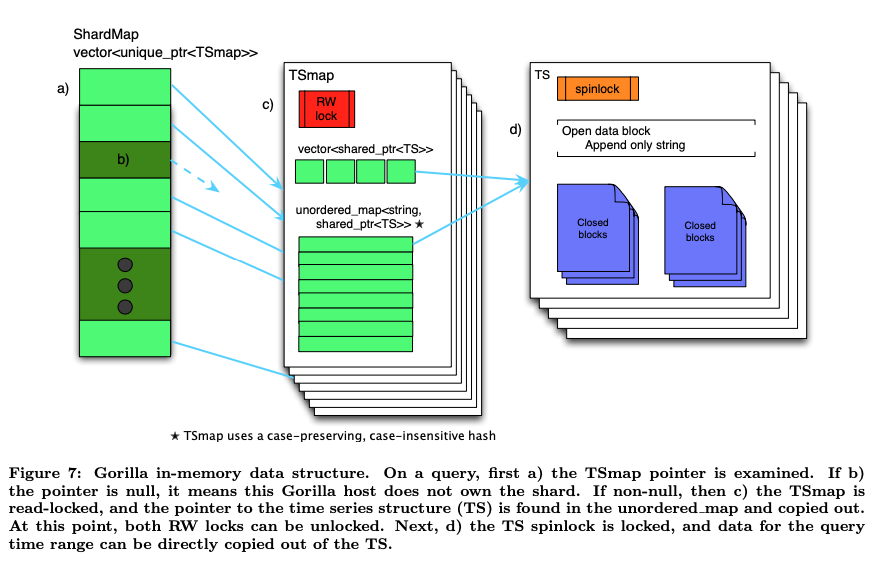 ShardMap
vector<unique_ptr<TSmap>>
a)
b)
TSmap
c)
RW
lock
vector<shared_ptr<TS>>
unordered_map<string,
shared_ptr<TS>> ★
TS
spinlock
d)
Open data block
Append only string
Closed
blocks
Closed
blocks
★ TSmap uses a case-preserving, case-insensitive hash
Figure 7: Gorilla in-memory data structure. On a query, first a) the TSmap pointer is examined. If b)
the pointer is null, it means this Gorilla host does not own the shard. If non-null, then c) the TSmap is
read-locked, and the pointer to the time series structure (TS) is found in the unordered_map and copied out.
At this point, both RW locks can be unlocked. Next, d) the TS spinlock is locked, and data for the query
time range can be directly copied out of the TS.